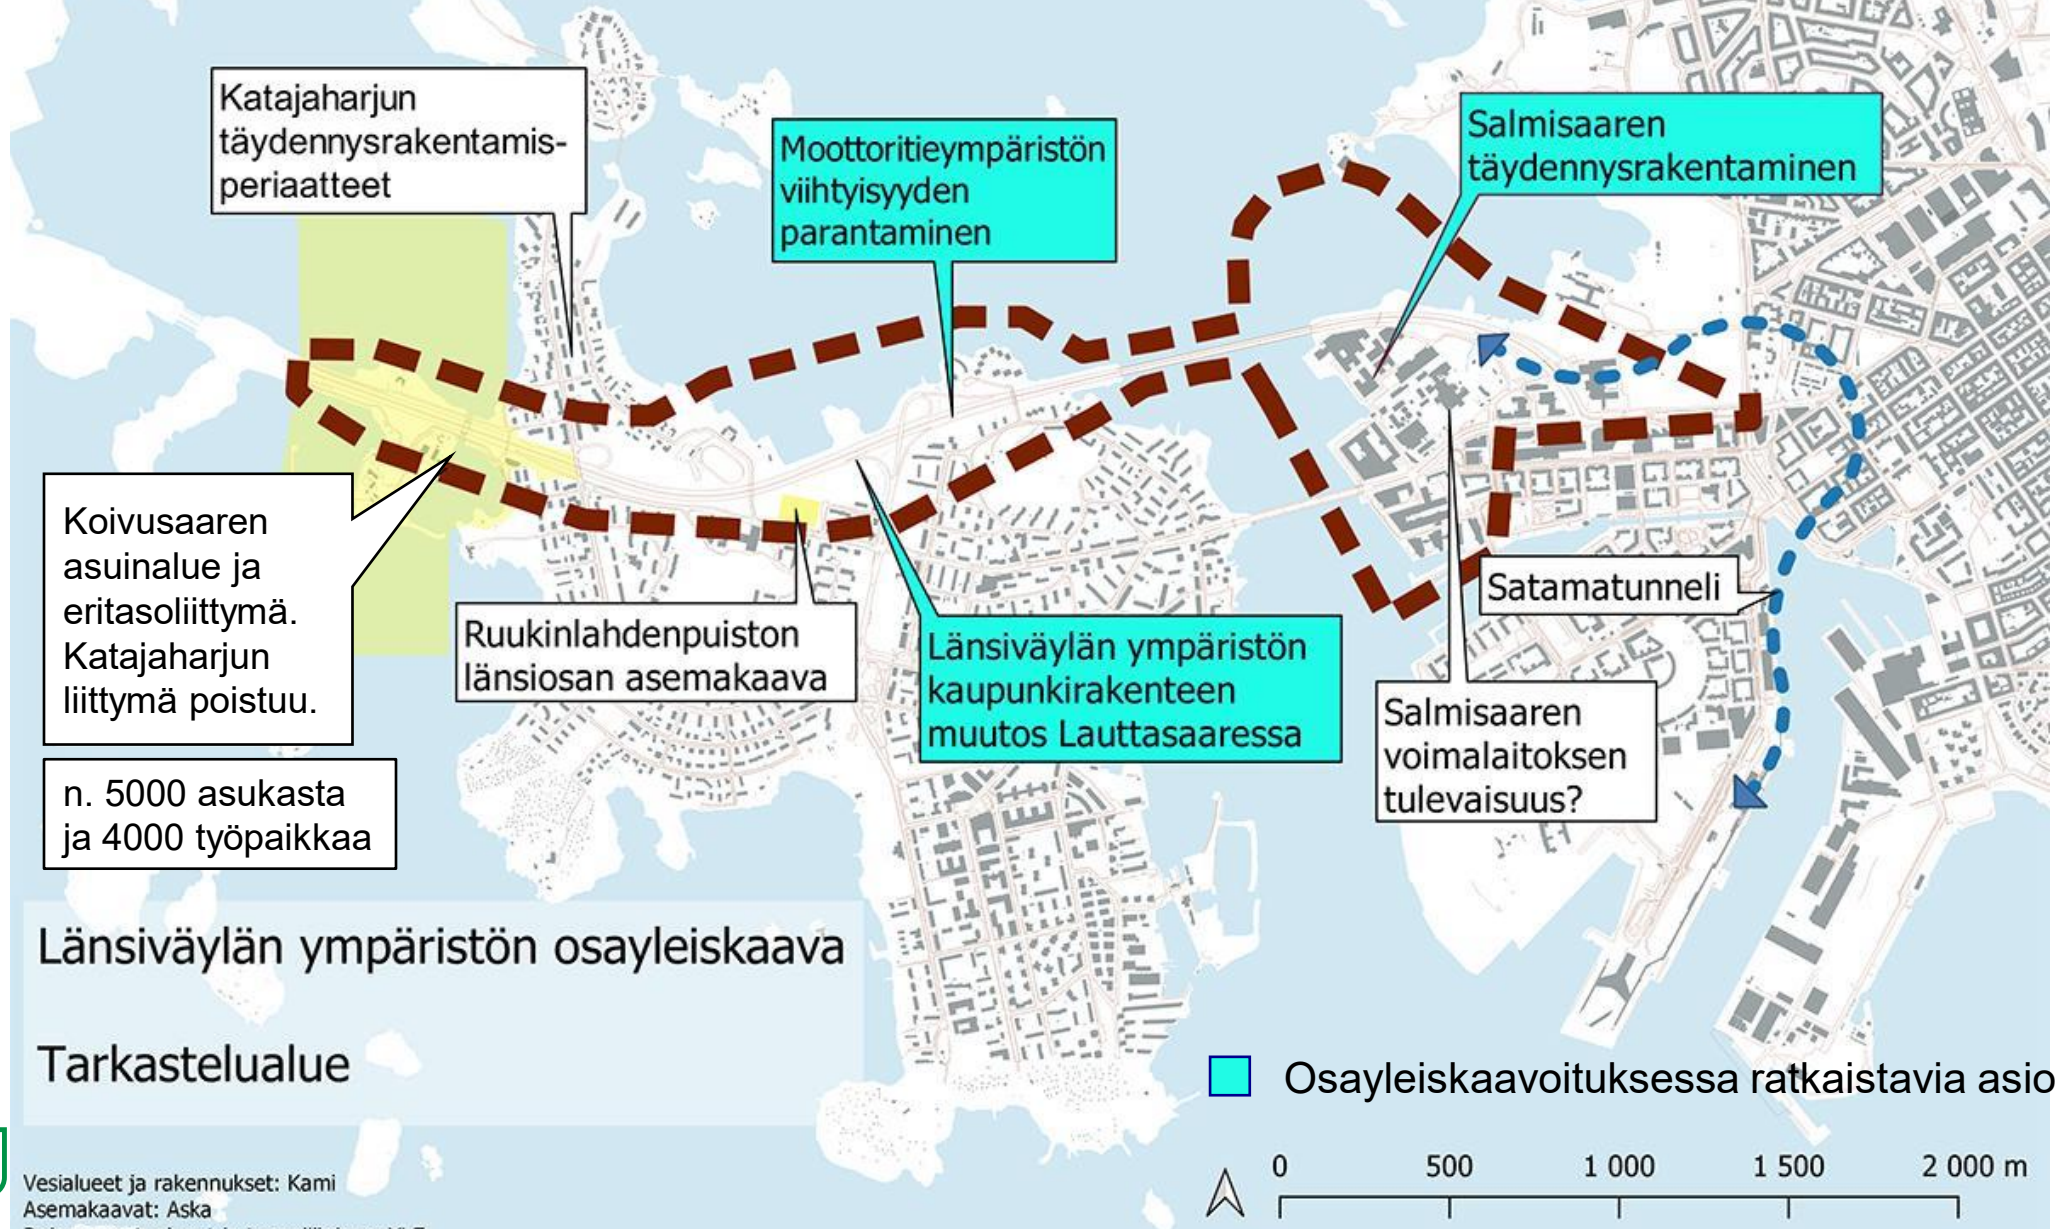 Katajaharjun
täydennysrakentamis-
periaatteet
Moottoritieympäristön
viihtyisyyden
parantaminen
Salmisaaren
täydennysrakentaminen
Koivusaaren
asuinalue ja
eritasoliittymä.
Katajaharjun
liittymä poistuu.
n. 5000 asukasta
ja 4000 työpaikkaa
Ruukinlahdenpuiston
länsiosan asemakaava
Länsiväylän ympäristön
kaupunkirakenteen
muutos Lauttasaaressa
Satamatunneli
Salmisaaren
voimalaitoksen
tulevaisuus?
Länsiväylän ympäristön osayleiskaava
Tarkastelualue
Osayleiskaavoituksessa ratkaistavia asio
0 500 1 000 1 500 2 000 m
Vesialueet ja rakennukset: Kami
Asemakaavat: Aska